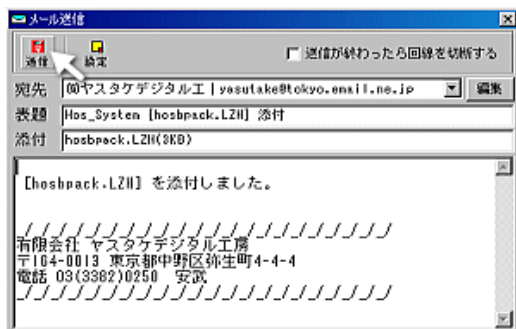 メール送信
送信 設定 送信が終わったら回線を切断する
宛先 ㈲ヤスタケデジタル工 | yasutake@tokyo.email.ne.jp 編集
表題 Hos_System [hosbpack.LZH] 添付
添付 hosbpack.LZH(3KB)
[hosbpack.LZH] を添付しました。
_/_/_/_/_/_/_/_/_/_/_/_/_/_/_/_/_/_/_/_/_/
有限会社 ヤスタケデジタル工房
〒164-0013 東京都中野区弥生町4-4-4
電話 03(3382)0250 安武
_/_/_/_/_/_/_/_/_/_/_/_/_/_/_/_/_/_/_/_/_/